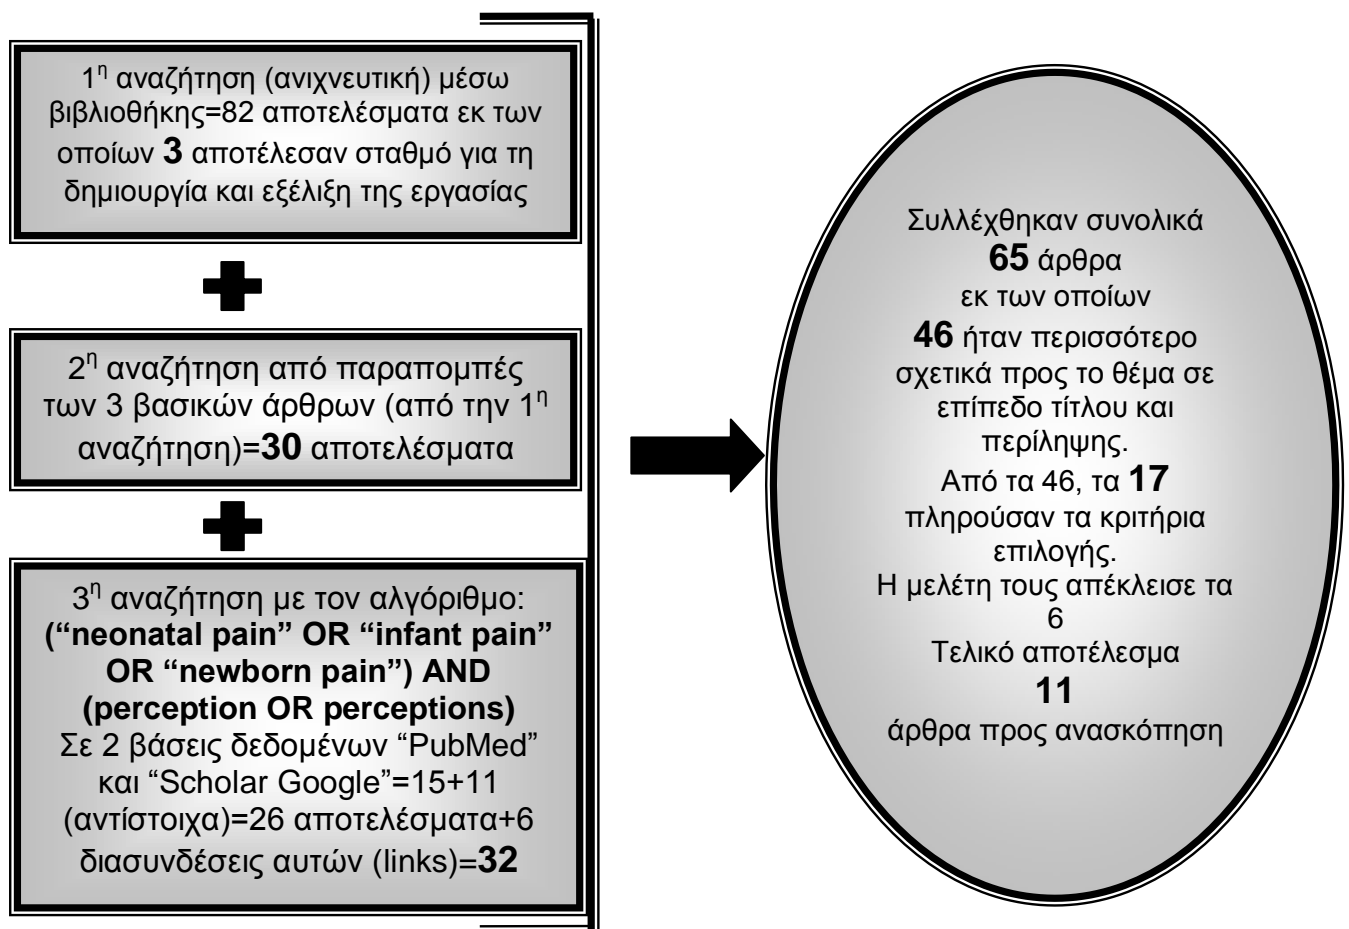 1η αναζήτηση (ανιχνευτική) μέσω
βιβλιοθήκης=82 αποτελέσματα εκ των
οποίων 3 αποτέλεσαν σταθμό για τη
δημιουργία και εξέλιξη της εργασίας
2η αναζήτηση από παραπομπές
των 3 βασικών άρθρων (από την 1η
αναζήτηση)=30 αποτελέσματα
3η αναζήτηση με τον αλγόριθμο:
(“neonatal pain” OR “infant pain”
OR “newborn pain”) AND
(perception OR perceptions)
Σε 2 βάσεις δεδομένων “PubMed”
και “Scholar Google”=15+11
(αντίστοιχα)=26 αποτελέσματα+6
διασυνδέσεις αυτών (links)=32
Συλλέχθηκαν συνολικά
65 άρθρα
εκ των οποίων
46 ήταν περισσότερο
σχετικά προς το θέμα σε
επίπεδο τίτλου και
περίληψης.
Από τα 46, τα 17
πληρούσαν τα κριτήρια
επιλογής.
Η μελέτη τους απέκλεισε τα
6
Τελικό αποτέλεσμα
11
άρθρα προς ανασκόπηση